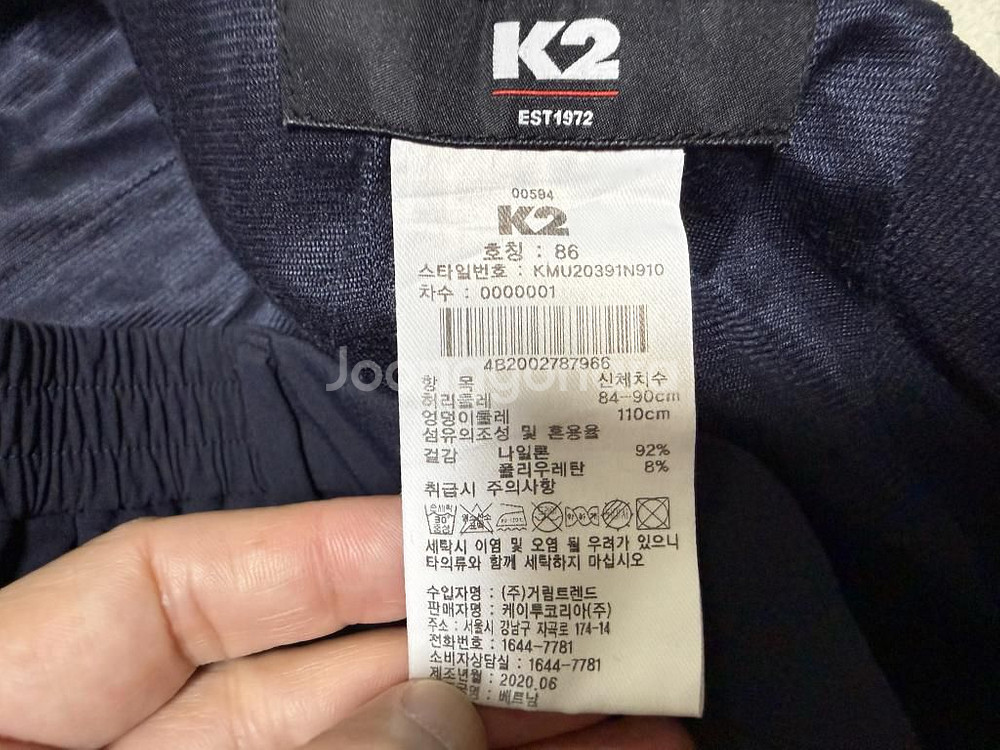 K2
EST1972
00594
K2
호칭 : 86
스타일번호 : KMU20391N910
차수 : 0000001
4B2002787966
항 목 신체치수
허리둘레 84-90cm
엉덩이둘레 110cm
섬유의조성 및 혼용율
겉감 나일론 92%
폴리우레탄 8%
취급시 주의사항
세탁시 이염 및 오염 될 우려가 있으니
타의류와 함께 세탁하지 마십시오
수입자명 : (주)거림트렌드
판매자명 : 케이투코리아(주)
주소 : 서울시 강남구 자곡로 174-14
전화번호 : 1644-7781
소비자상담실 : 1644-7781
제조년월 : 2020.06
: 베트남